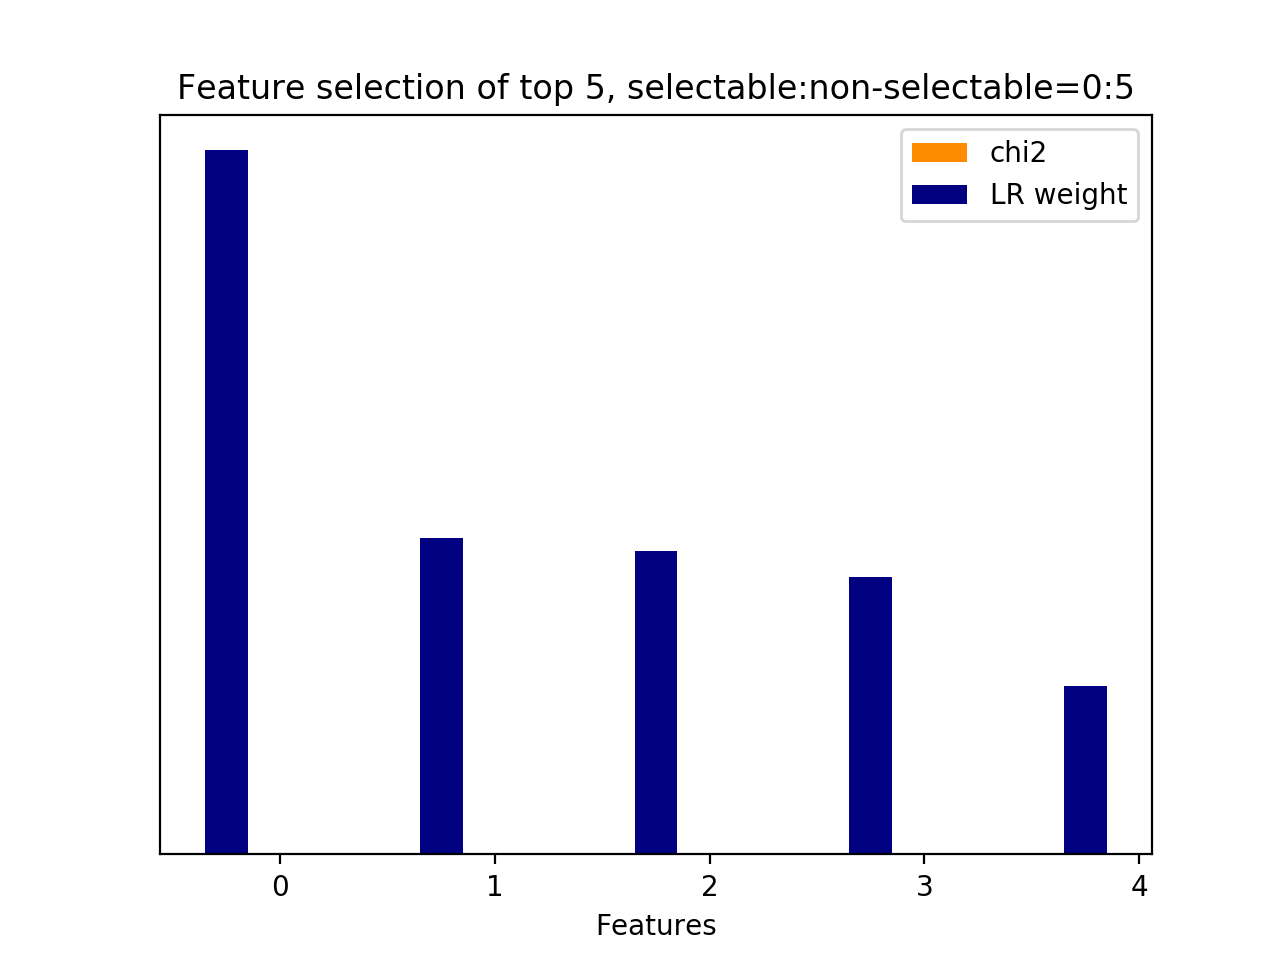 Feature selection of top 5, selectable:non-selectable=0:5
chi2
LR weight
0 1 2 3 4
Features